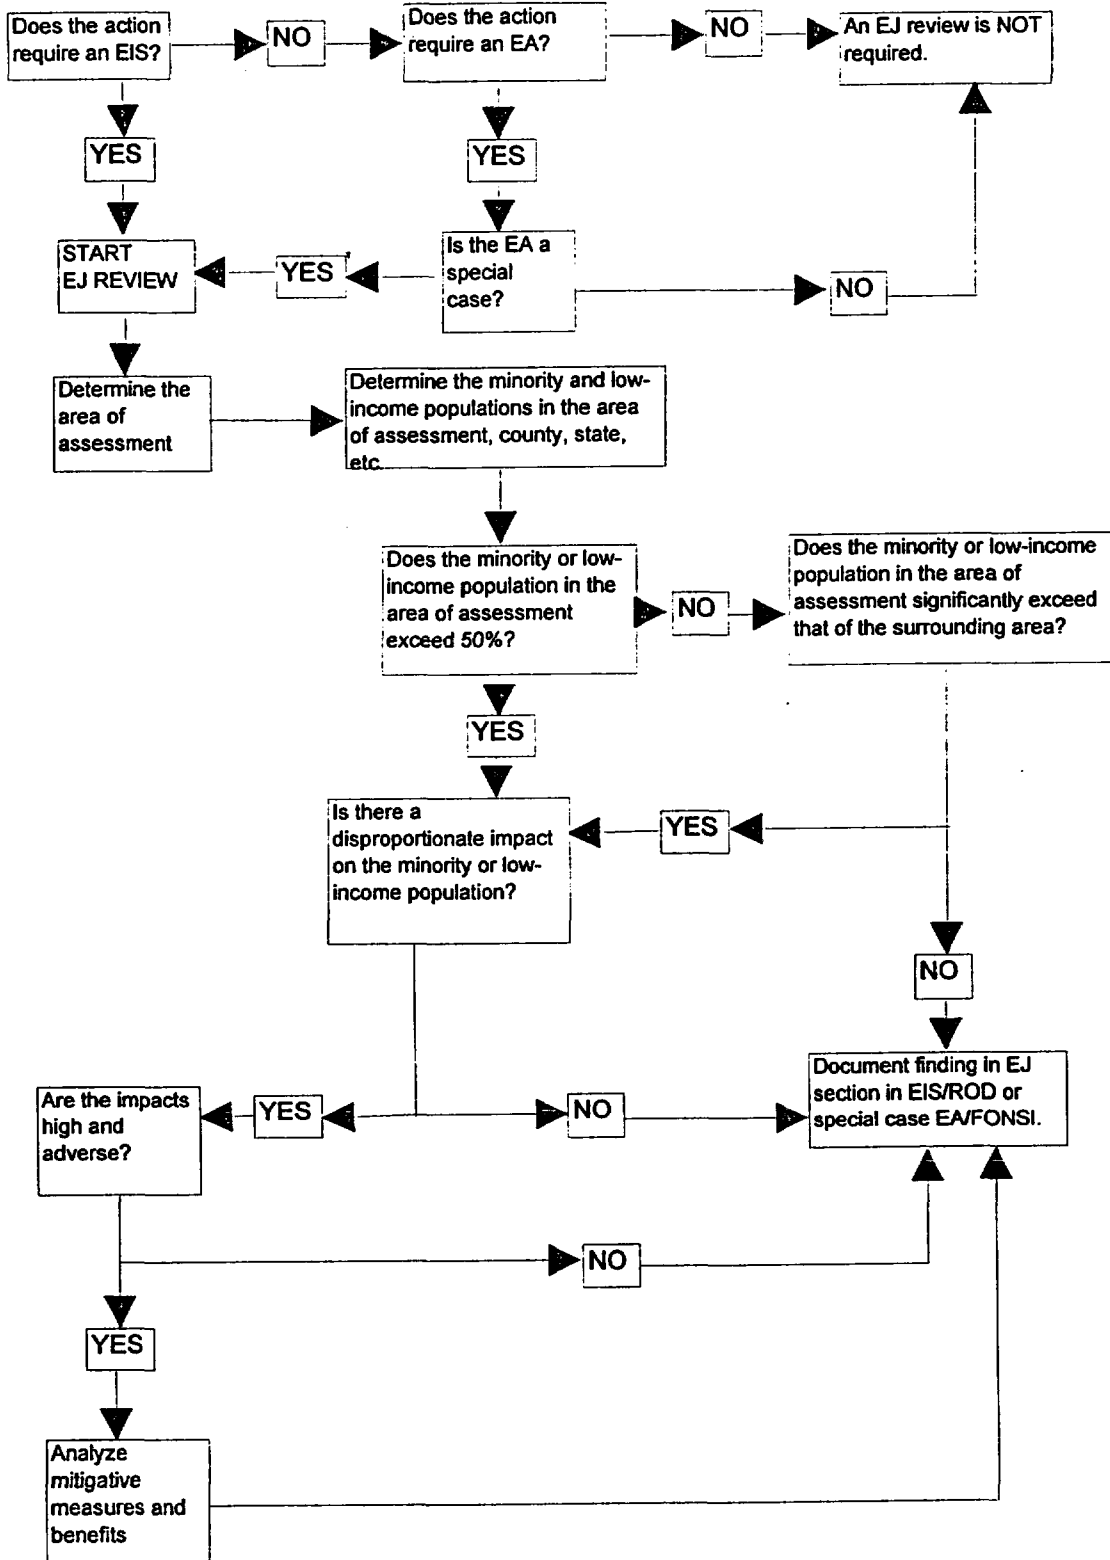 Does the action
require an EIS?
NO
Does the action
require an EA?
NO
An EJ review is NOT
required.
YES
YES
START
EJ REVIEW
YES
Is the EA a
special
case?
NO
Determine the
area of
assessment
Determine the minority and low-
income populations in the area
of assessment, county, state,
etc.
Does the minority or low-
income population in the
area of assessment
exceed 50%?
NO
Does the minority or low-income
population in the area of
assessment significantly exceed
that of the surrounding area?
YES
Is there a
disproportionate impact
on the minority or low-
income population?
YES
NO
Are the impacts
high and
adverse?
YES
NO
Document finding in EJ
section in EIS/ROD or
special case EA/FONSI.
NO
YES
Analyze
mitigative
measures and
benefits